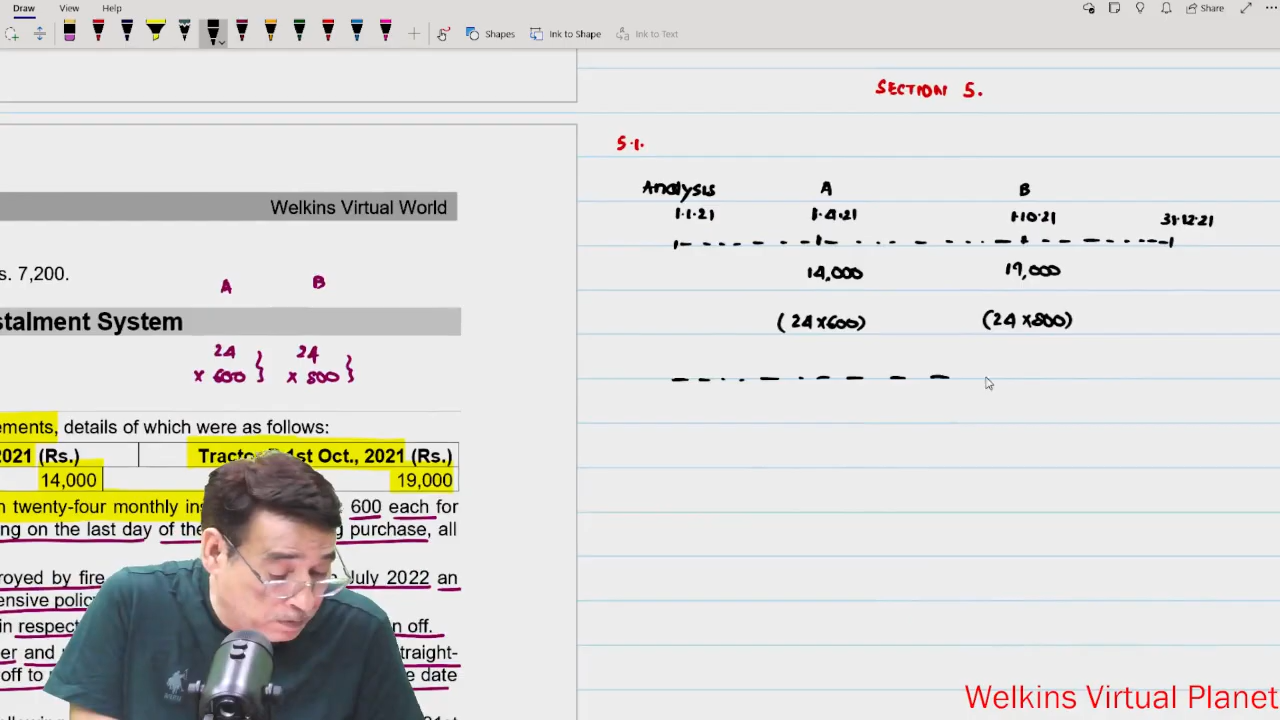 Draw View Help Share
Shapes Ink to Shape Ink to Text
SECTION 5.
5.1.
Welkins Virtual World
Analysis A B
1.1.21 1.4.21 1.10.21 31.12.21
s. 7,200.
A B
14,000 19,000
stalment System
(24 x 600) (24 x 800)
24 24
x 600 } x 800 }
ements, details of which were as follows:
2021 (Rs.) 1st Oct., 2021 (Rs.)
14,000 19,000
n twenty-four monthly 600 each for
ng on the last day of the purchase, all
royed by fire July 2022 an
ensive
in respect n off.
er and traight-
off to e date
Welkins Virtual Planet